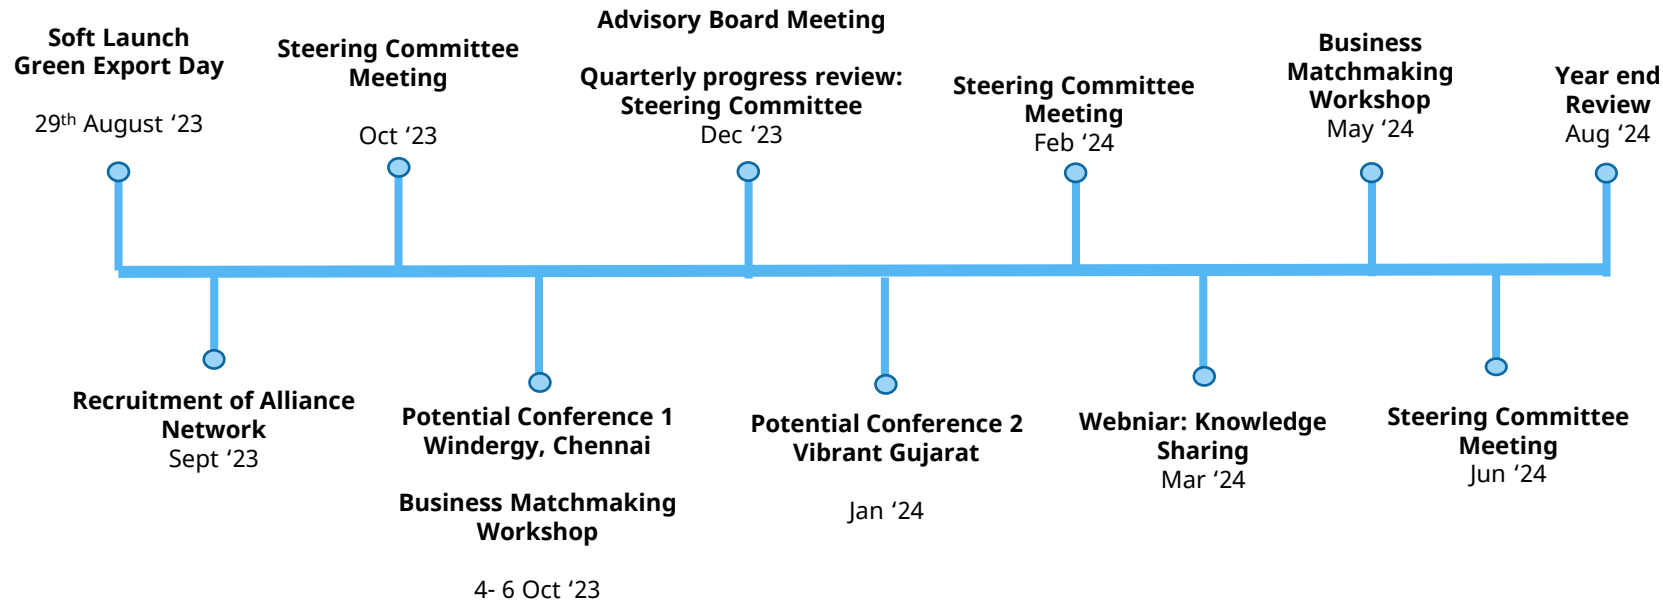 Soft Launch
Green Export Day
29th August ‘23
Steering Committee
Meeting
Oct ‘23
Advisory Board Meeting
Quarterly progress review:
Steering Committee
Dec ‘23
Steering Committee
Meeting
Feb ‘24
Business
Matchmaking
Workshop
May ‘24
Year end
Review
Aug ‘24
Recruitment of Alliance
Network
Sept ‘23
Potential Conference 1
Windergy, Chennai
Business Matchmaking
Workshop
4- 6 Oct ‘23
Potential Conference 2
Vibrant Gujarat
Jan ‘24
Webniar: Knowledge
Sharing
Mar ‘24
Steering Committee
Meeting
Jun ‘24